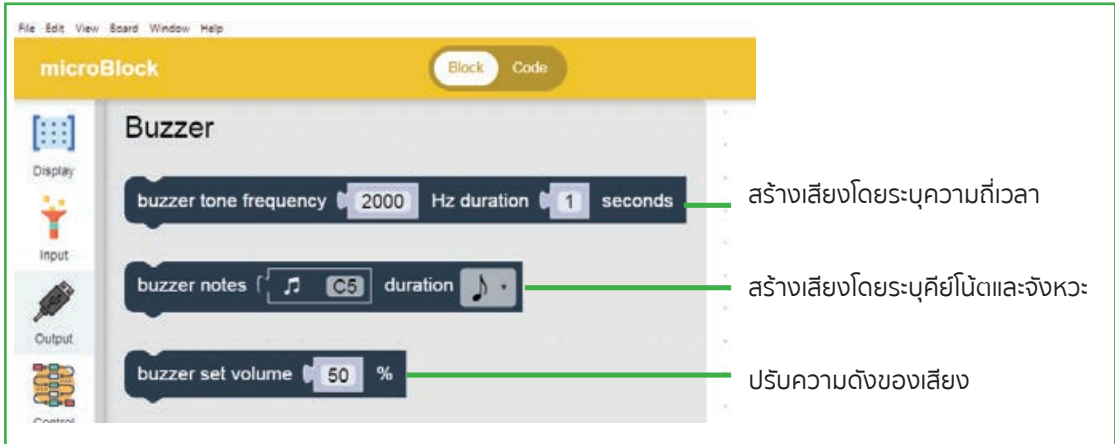 File Edit View Board Window Help
microBlock
Block Code
Buzzer
Display
buzzer tone frequency 2000 Hz duration 1 seconds
สร้างเสียงโดยระบุความถี่เวลา
Input
buzzer notes C5 duration
สร้างเสียงโดยระบุคีย์โน้ตและจังหวะ
Output
buzzer set volume 50 %
ปรับความดังของเสียง
Control